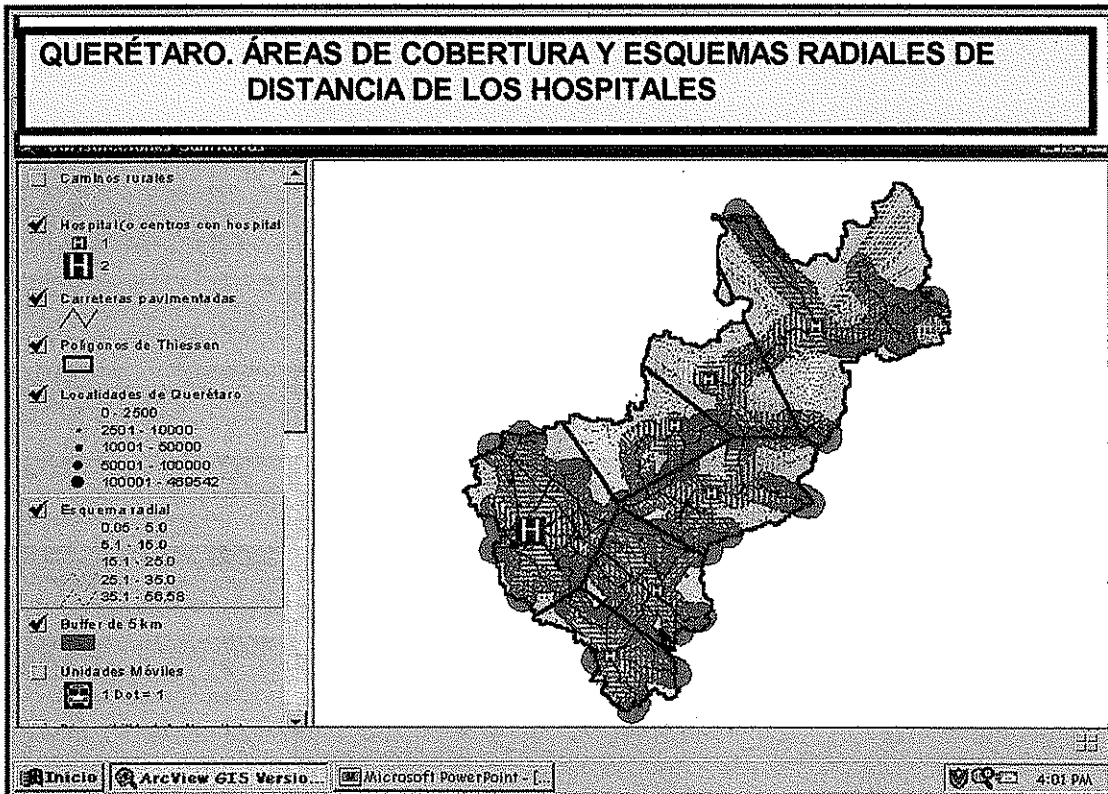 QUERÉTARO. ÁREAS DE COBERTURA Y ESQUEMAS RADIALES DE
DISTANCIA DE LOS HOSPITALES
Caminos rurales
Hospital(o centros con hospital
H 1
H 2
Carreteras pavimentadas
Polígonos de Thiessen
Localidades de Querétaro
0 - 2500
2501 - 10000
10001 - 50000
50001 - 100000
100001 - 469542
Esquema radial
0.05 - 5.0
5.1 - 15.0
15.1 - 25.0
25.1 - 35.0
35.1 - 56.58
Buffer de 5 km
Unidades Móviles
1 Dot = 1
H
H
H
H
H
H
H
H
Inicio
ArcView GIS Versio...
Microsoft PowerPoint - [...
4:01 PM